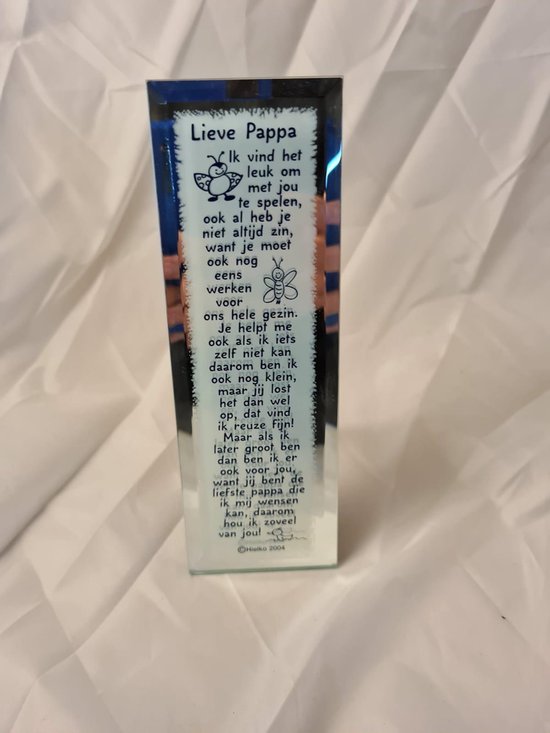 Lieve Pappa
Ik vind het
leuk om
met jou
te spelen,
ook al heb je
niet altijd zin,
want je moet
ook nog
eens
werken
voor
ons hele gezin.
Je helpt me
ook als ik iets
zelf niet kan
daarom ben ik
ook nog klein,
maar jij lost
het dan wel
op, dat vind
ik reuze fijn!
Maar als ik
later groot ben
dan ben ik er
ook voor jou,
want jij bent de
liefste pappa die
ik mij wensen
kan, daarom
hou ik zoveel
van jou!
©Hielko 2004